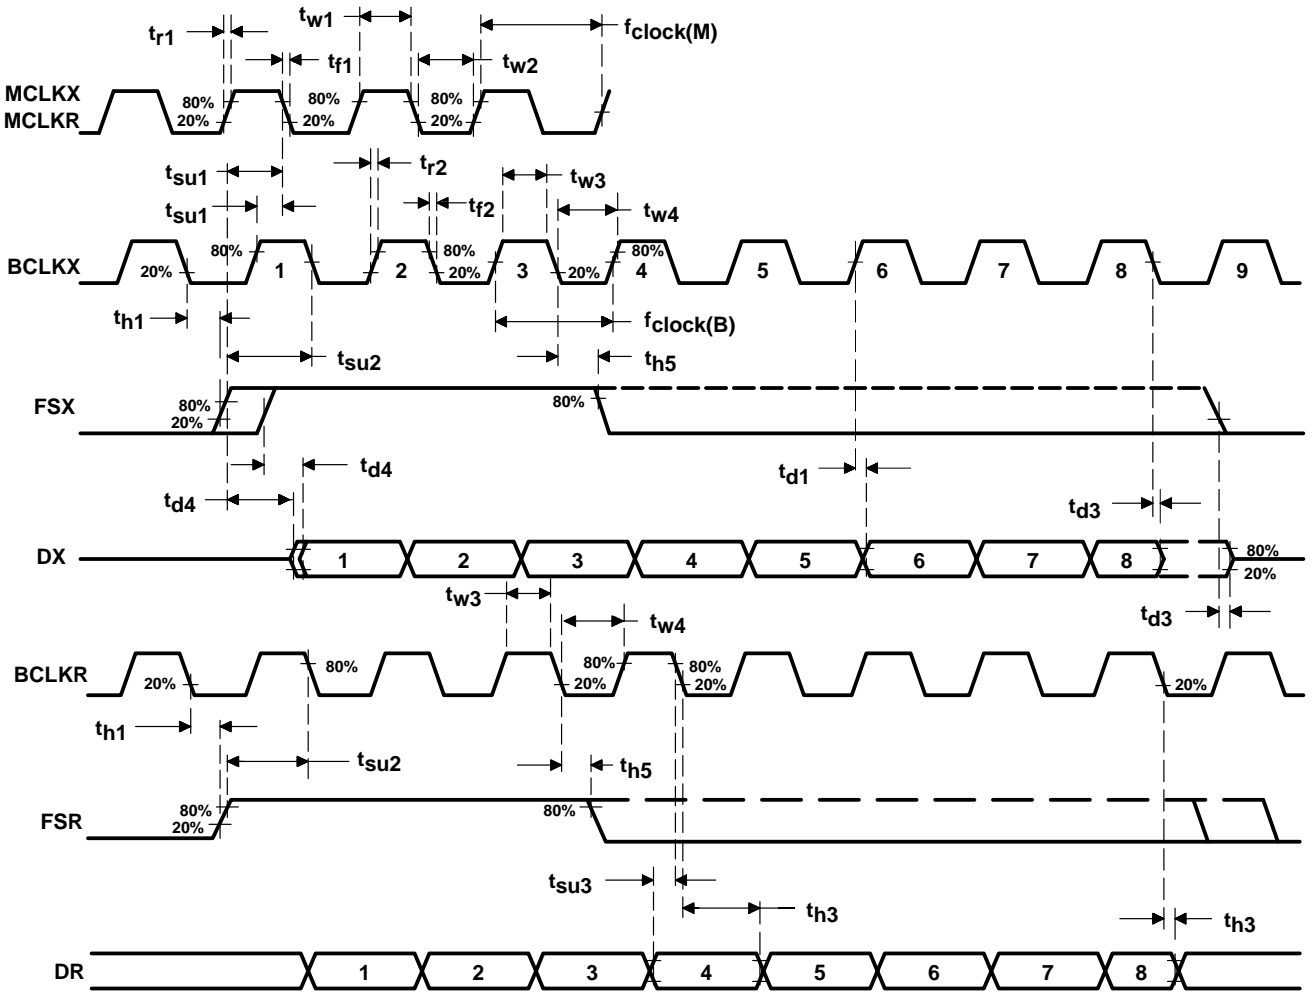 tw1
fclock(M)
tr1
tf1
tw2
MCLKX
80%
80%
80%
MCLKR
20%
20%
20%
tsu1
tr2
tw3
tsu1
tf2
tw4
80%
80%
80%
BCLKX
20%
1
2
20%
3
20%
4
5
6
7
8
9
th1
fclock(B)
tsu2
th5
FSX
80%
20%
80%
td4
td1
td4
td3
DX
1
2
3
4
5
6
7
8
80%
20%
tw3
tw4
td3
BCLKR
20%
80%
80%
20%
80%
20%
20%
th1
tsu2
th5
FSR
80%
20%
80%
tsu3
th3
th3
DR
1
2
3
4
5
6
7
8